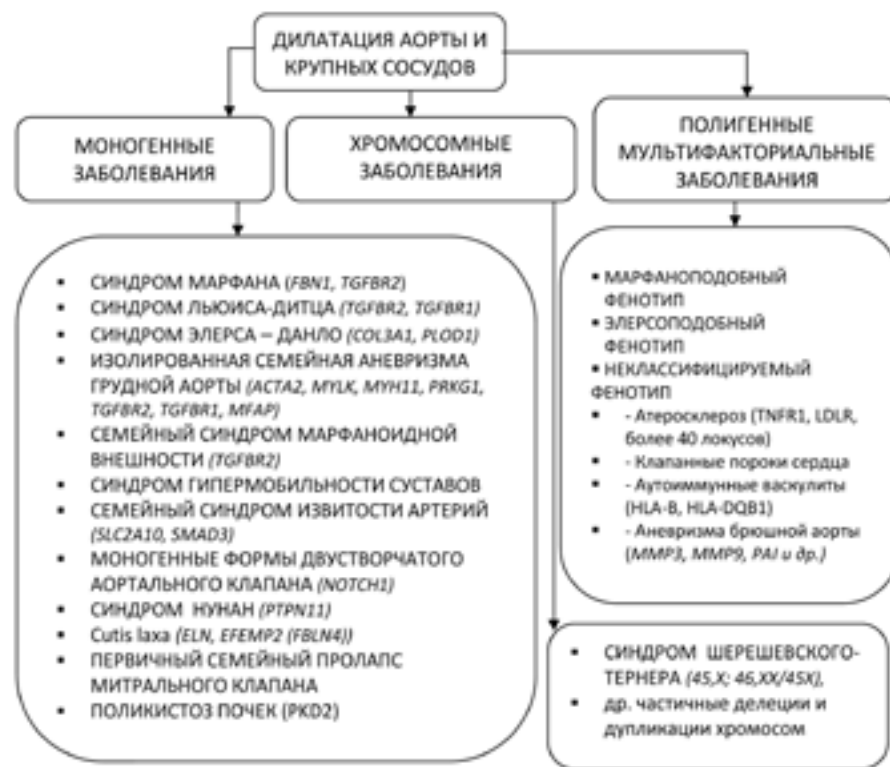 ДИЛАТАЦИЯ АОРТЫ И
КРУПНЫХ СОСУДОВ
МОНОГЕННЫЕ
ЗАБОЛЕВАНИЯ
ХРОМОСОМНЫЕ
ЗАБОЛЕВАНИЯ
ПОЛИГЕННЫЕ
МУЛЬТИФАКТОРИАЛЬНЫЕ
ЗАБОЛЕВАНИЯ
▪ СИНДРОМ МАРФАНА (FBN1, TGFBR2)
▪ СИНДРОМ ЛЬЮИСА-ДИТЦА (TGFBR2, TGFBR1)
▪ СИНДРОМ ЭЛЕРСА – ДАНЛО (COL3A1, PLOD1)
▪ ИЗОЛИРОВАННАЯ СЕМЕЙНАЯ АНЕВРИЗМА
ГРУДНОЙ АОРТЫ (ACTA2, MYLK, MYH11, PRKG1,
TGFBR2, TGFBR1, MFAP)
▪ СЕМЕЙНЫЙ СИНДРОМ МАРФАНОИДНОЙ
ВНЕШНОСТИ (TGFBR2)
▪ СИНДРОМ ГИПЕРМОБИЛЬНОСТИ СУСТАВОВ
▪ СЕМЕЙНЫЙ СИНДРОМ ИЗВИТОСТИ АРТЕРИЙ
(SLC2A10, SMAD3)
▪ МОНОГЕННЫЕ ФОРМЫ ДВУСТВОРЧАТОГО
АОРТАЛЬНОГО КЛАПАНА (NOTCH1)
▪ СИНДРОМ НУНАН (PTPN11)
▪ Cutis laxa (ELN, EFEMP2 (FBLN4))
▪ ПЕРВИЧНЫЙ СЕМЕЙНЫЙ ПРОЛАПС
МИТРАЛЬНОГО КЛАПАНА
▪ ПОЛИКИСТОЗ ПОЧЕК (PKD2)
▪ МАРФАНОПОДОБНЫЙ
ФЕНОТИП
▪ ЭЛЕРСОПОДОБНЫЙ
ФЕНОТИП
▪ НЕКЛАССИФИЦИРУЕМЫЙ
ФЕНОТИП
▪ - Атеросклероз (TNFR1, LDLR,
более 40 локусов)
▪ - Клапанные пороки сердца
▪ - Аутоиммунные васкулиты
(HLA-B, HLA-DQB1)
▪ - Аневризма брюшной аорты
(MMP3, MMP9, PAI и др.)
▪ СИНДРОМ ШЕРЕШЕВСКОГО-
ТЕРНЕРА (45,X; 46,XX/45X),
▪ др. частичные делеции и
дупликации хромосом